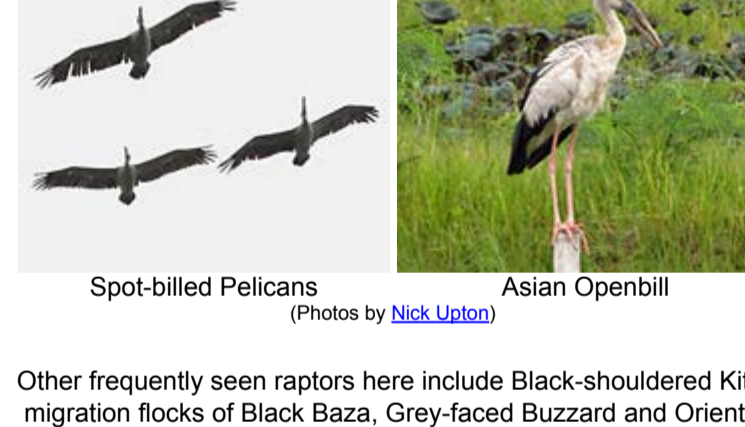 Spot-billed Pelicans Asian Openbill
(Photos by Nick Upton)
Other frequently seen raptors here include Black-shouldered
migration flocks of Black Baza, Grey-faced Buzzard and